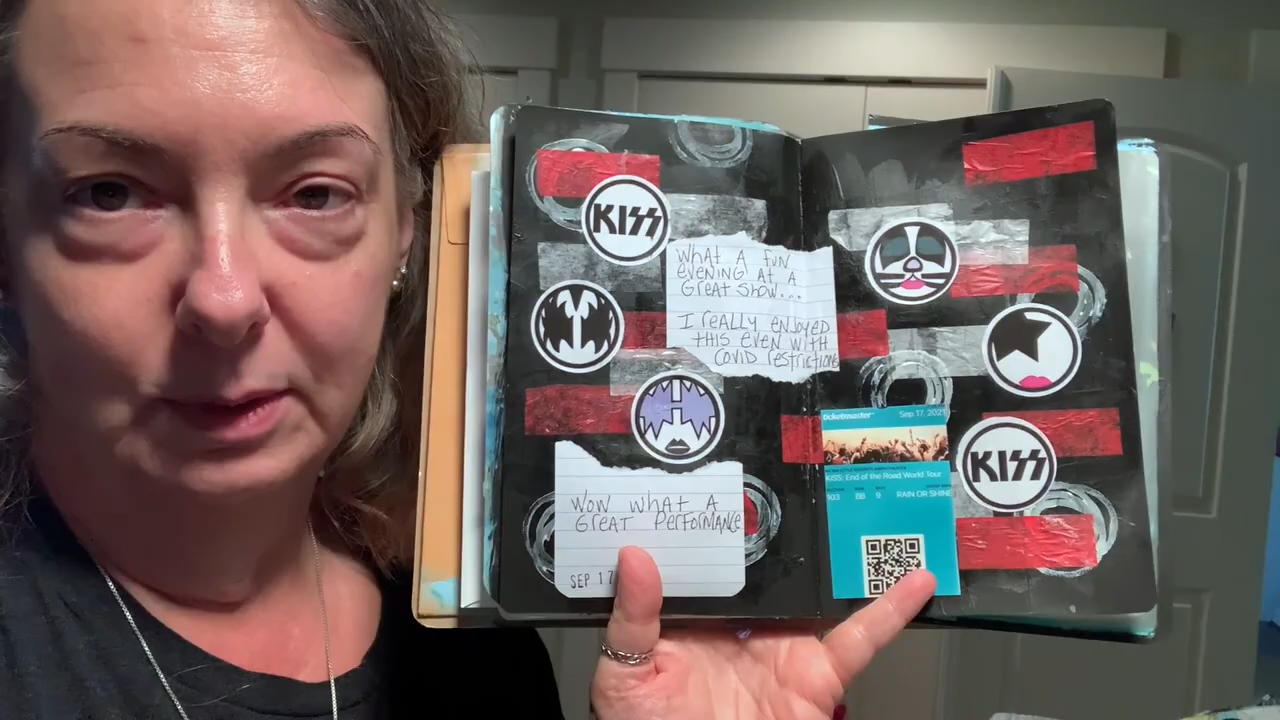 KISS
WHAT A FUN
EVENING AT A
GREAT SHOW...
I REALLY ENJOYED
THIS EVEN WITH
COVID RESTRICTIONS
WOW WHAT A
GREAT PERFORMANCE
SEP 17
ticketmaster Sep 17, 2021
KISS: End of the Road World Tour
103 BB 9 RAIN OR SHINE
KISS